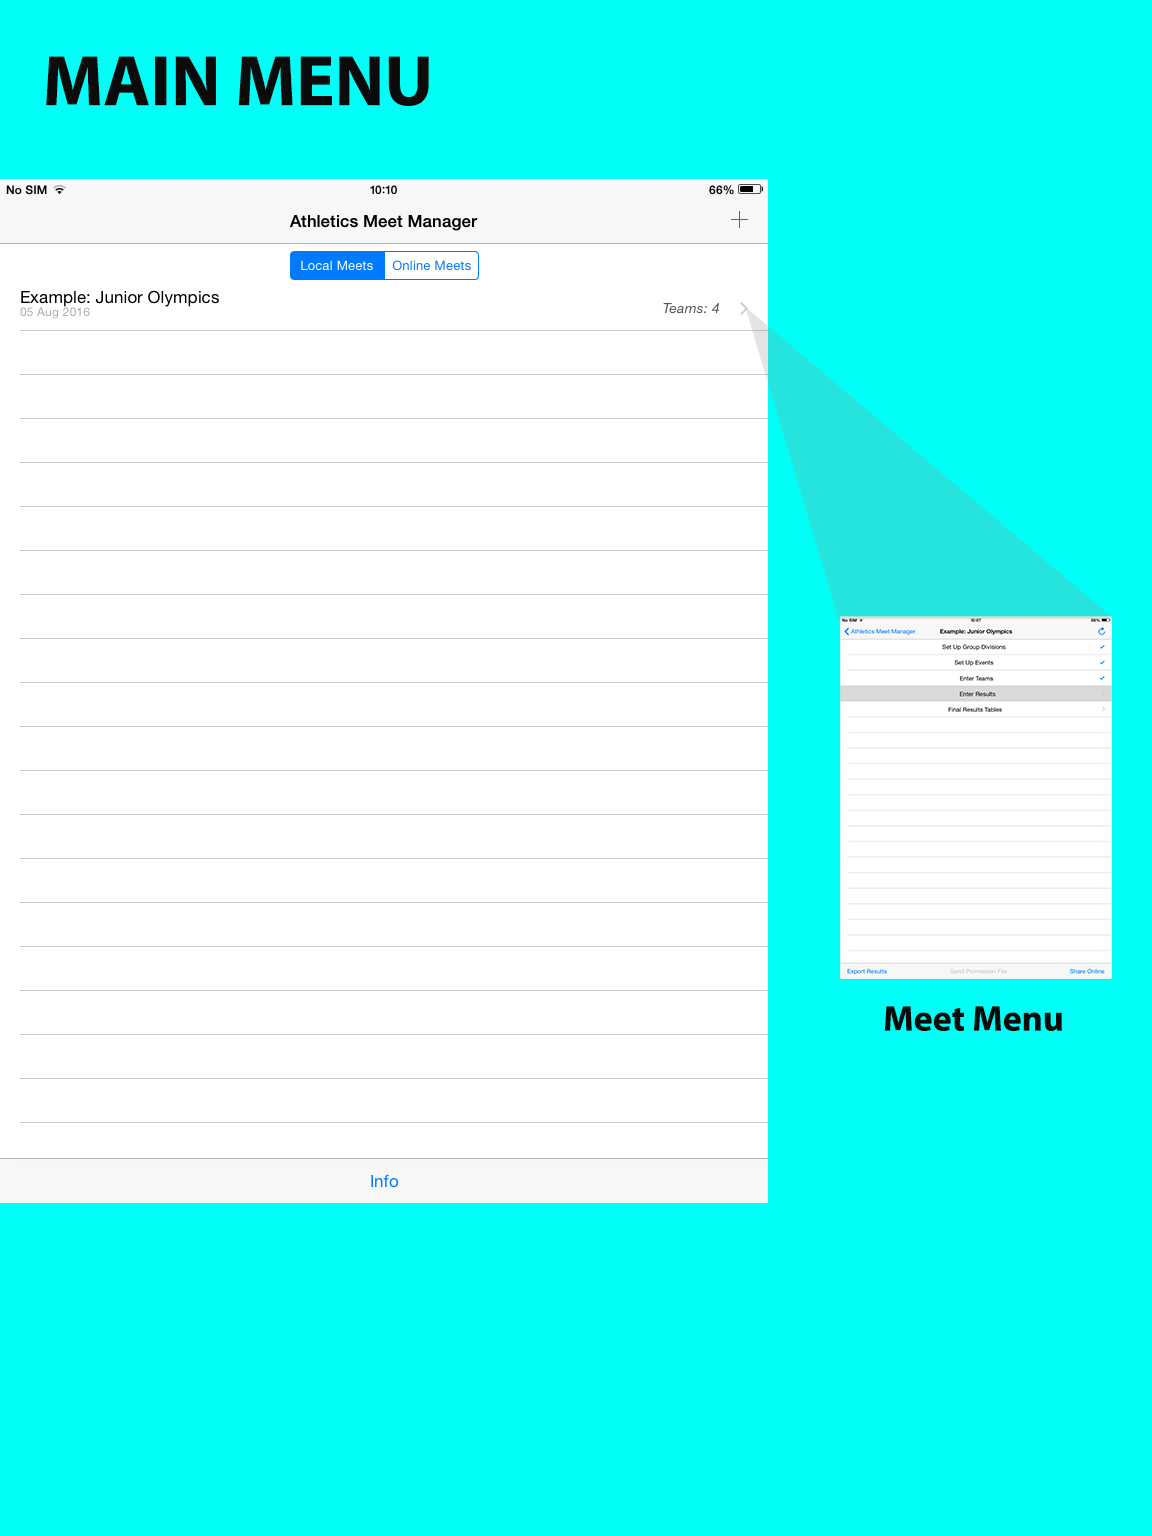 MAIN MENU
No SIM 10:10 66%
Athletics Meet Manager
Local Meets Online Meets
Example: Junior Olympics
05 Aug 2016
Teams: 4
No SIM 10:07 66%
Athletics Meet Manager Example: Junior Olympics
Set Up Group Divisions
Set Up Events
Enter Teams
Enter Results
Final Results Tables
Export Results Send Permission File Share Online
Meet Menu
Info